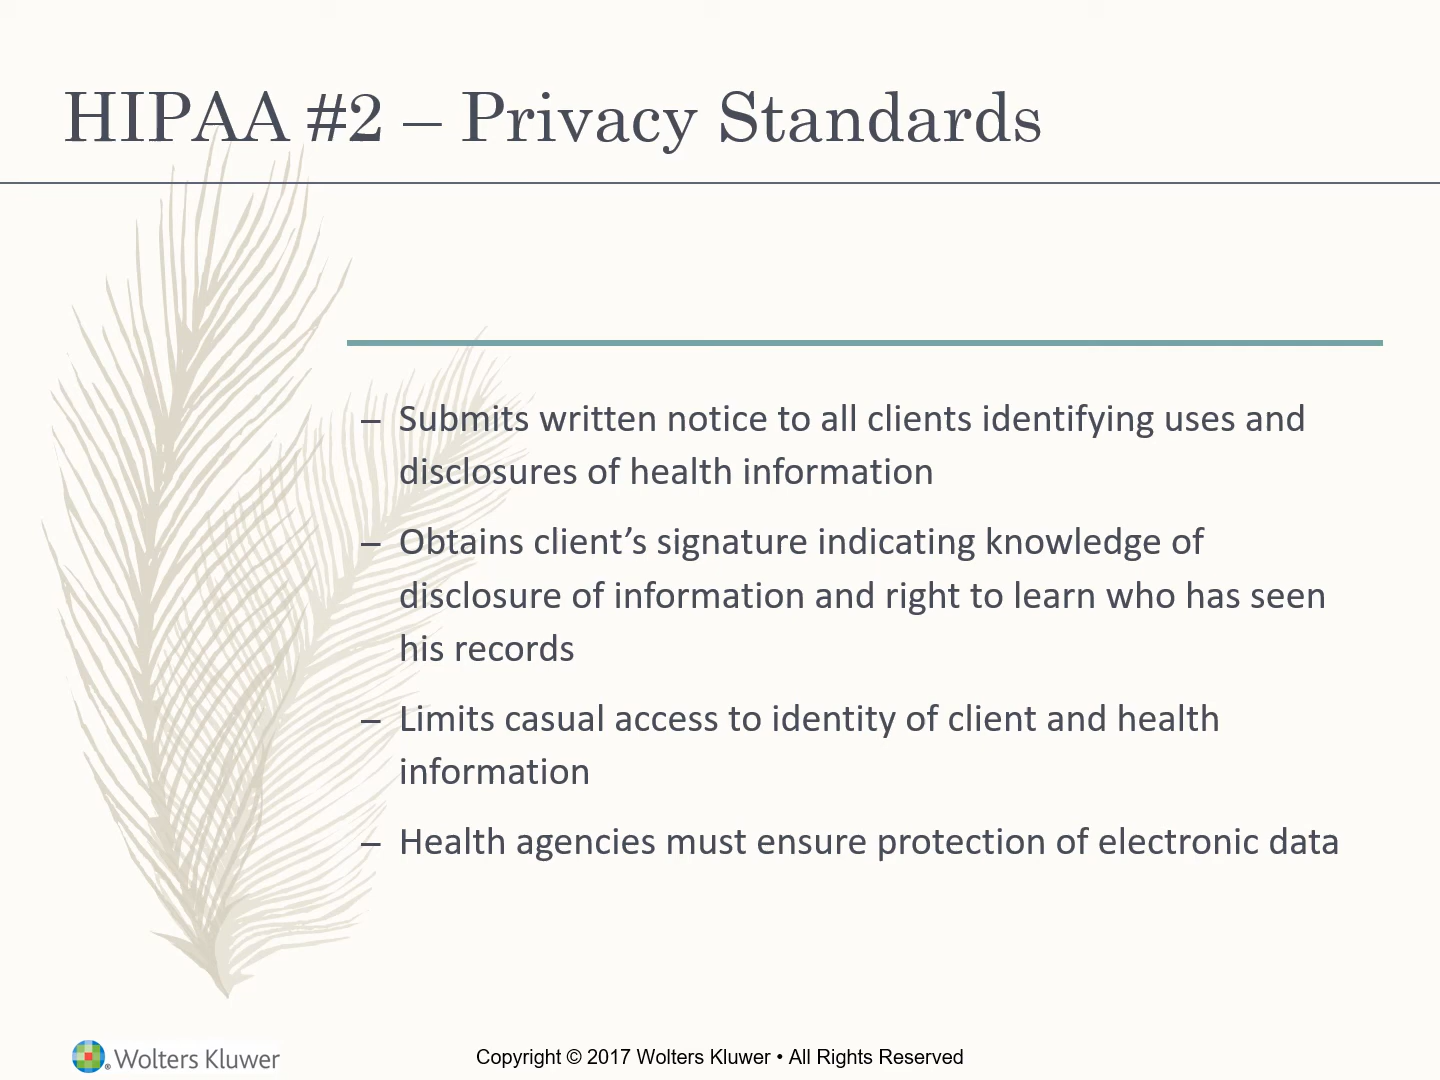 HIPAA #2 – Privacy Standards
– Submits written notice to all clients identifying uses and
disclosures of health information
– Obtains client’s signature indicating knowledge of
disclosure of information and right to learn who has seen
his records
– Limits casual access to identity of client and health
information
– Health agencies must ensure protection of electronic data
Wolters Kluwer
Copyright © 2017 Wolters Kluwer • All Rights Reserved